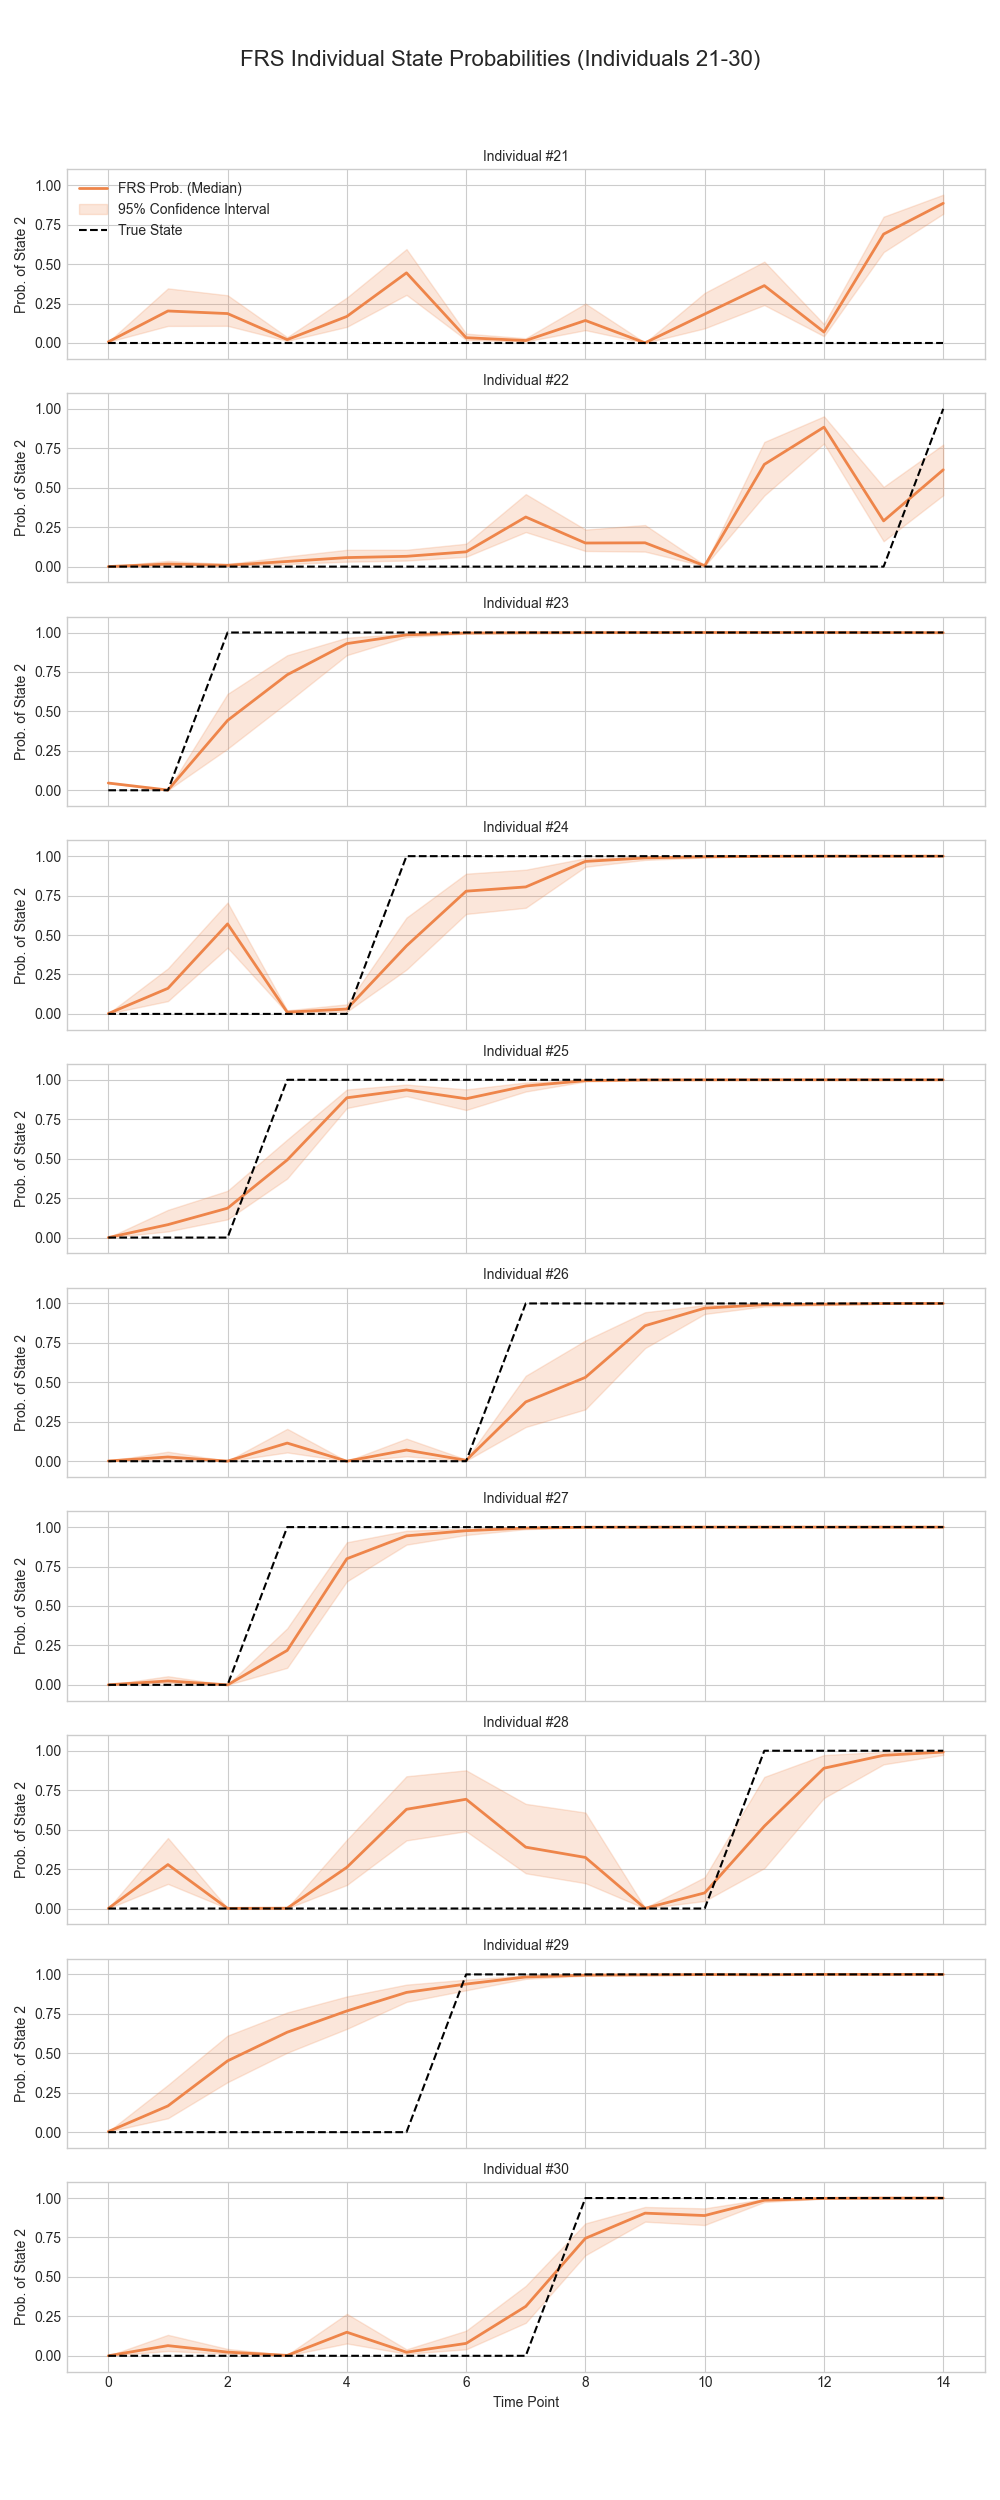 FRS Individual State Probabilities (Individuals 21-30)
Individual #21
Prob. of State 2
1.00
0.75
0.50
0.25
0.00
FRS Prob. (Median)
95% Confidence Interval
True State
Individual #22
Prob. of State 2
1.00
0.75
0.50
0.25
0.00
Individual #23
Prob. of State 2
1.00
0.75
0.50
0.25
0.00
Individual #24
Prob. of State 2
1.00
0.75
0.50
0.25
0.00
Individual #25
Prob. of State 2
1.00
0.75
0.50
0.25
0.00
Individual #26
Prob. of State 2
1.00
0.75
0.50
0.25
0.00
Individual #27
Prob. of State 2
1.00
0.75
0.50
0.25
0.00
Individual #28
Prob. of State 2
1.00
0.75
0.50
0.25
0.00
Individual #29
Prob. of State 2
1.00
0.75
0.50
0.25
0.00
Individual #30
Prob. of State 2
1.00
0.75
0.50
0.25
0.00
0 2 4 6 8 10 12 14
Time Point